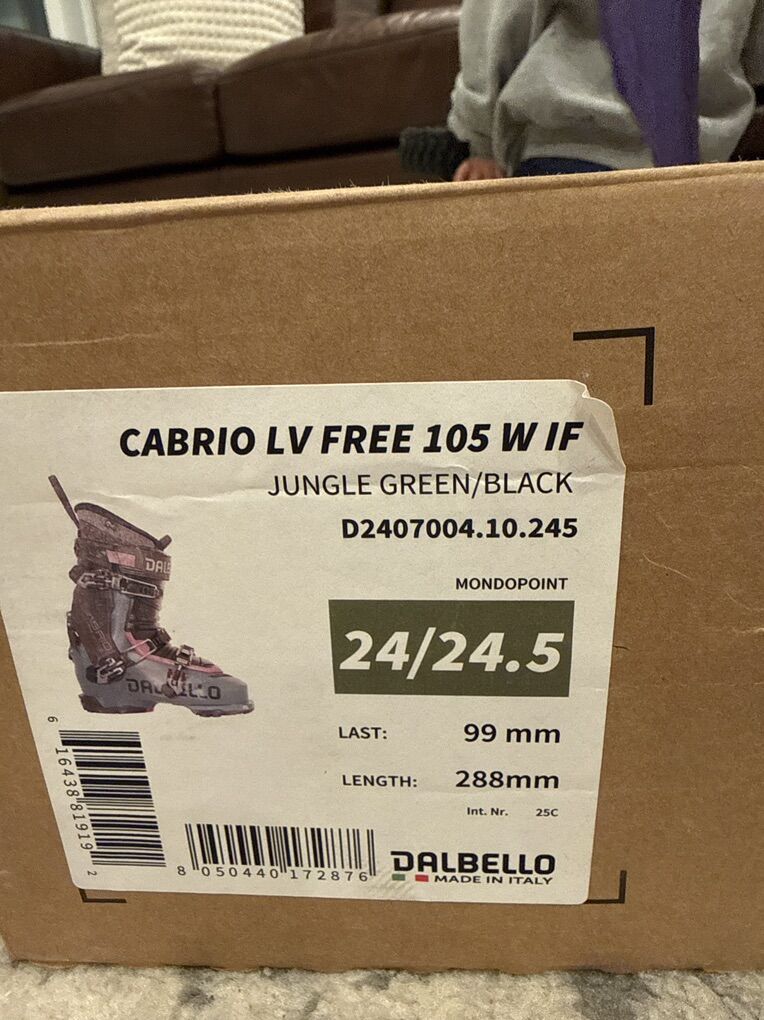 CABRIO LV FREE 105 W IF
JUNGLE GREEN/BLACK
D2407004.10.245
MONDOPOINT
24/24.5
LAST: 99 mm
LENGTH: 288mm
Int. Nr. 25C
DALBELLO
6 16438 81919 2
8 050440 172876
DALBELLO
MADE IN ITALY